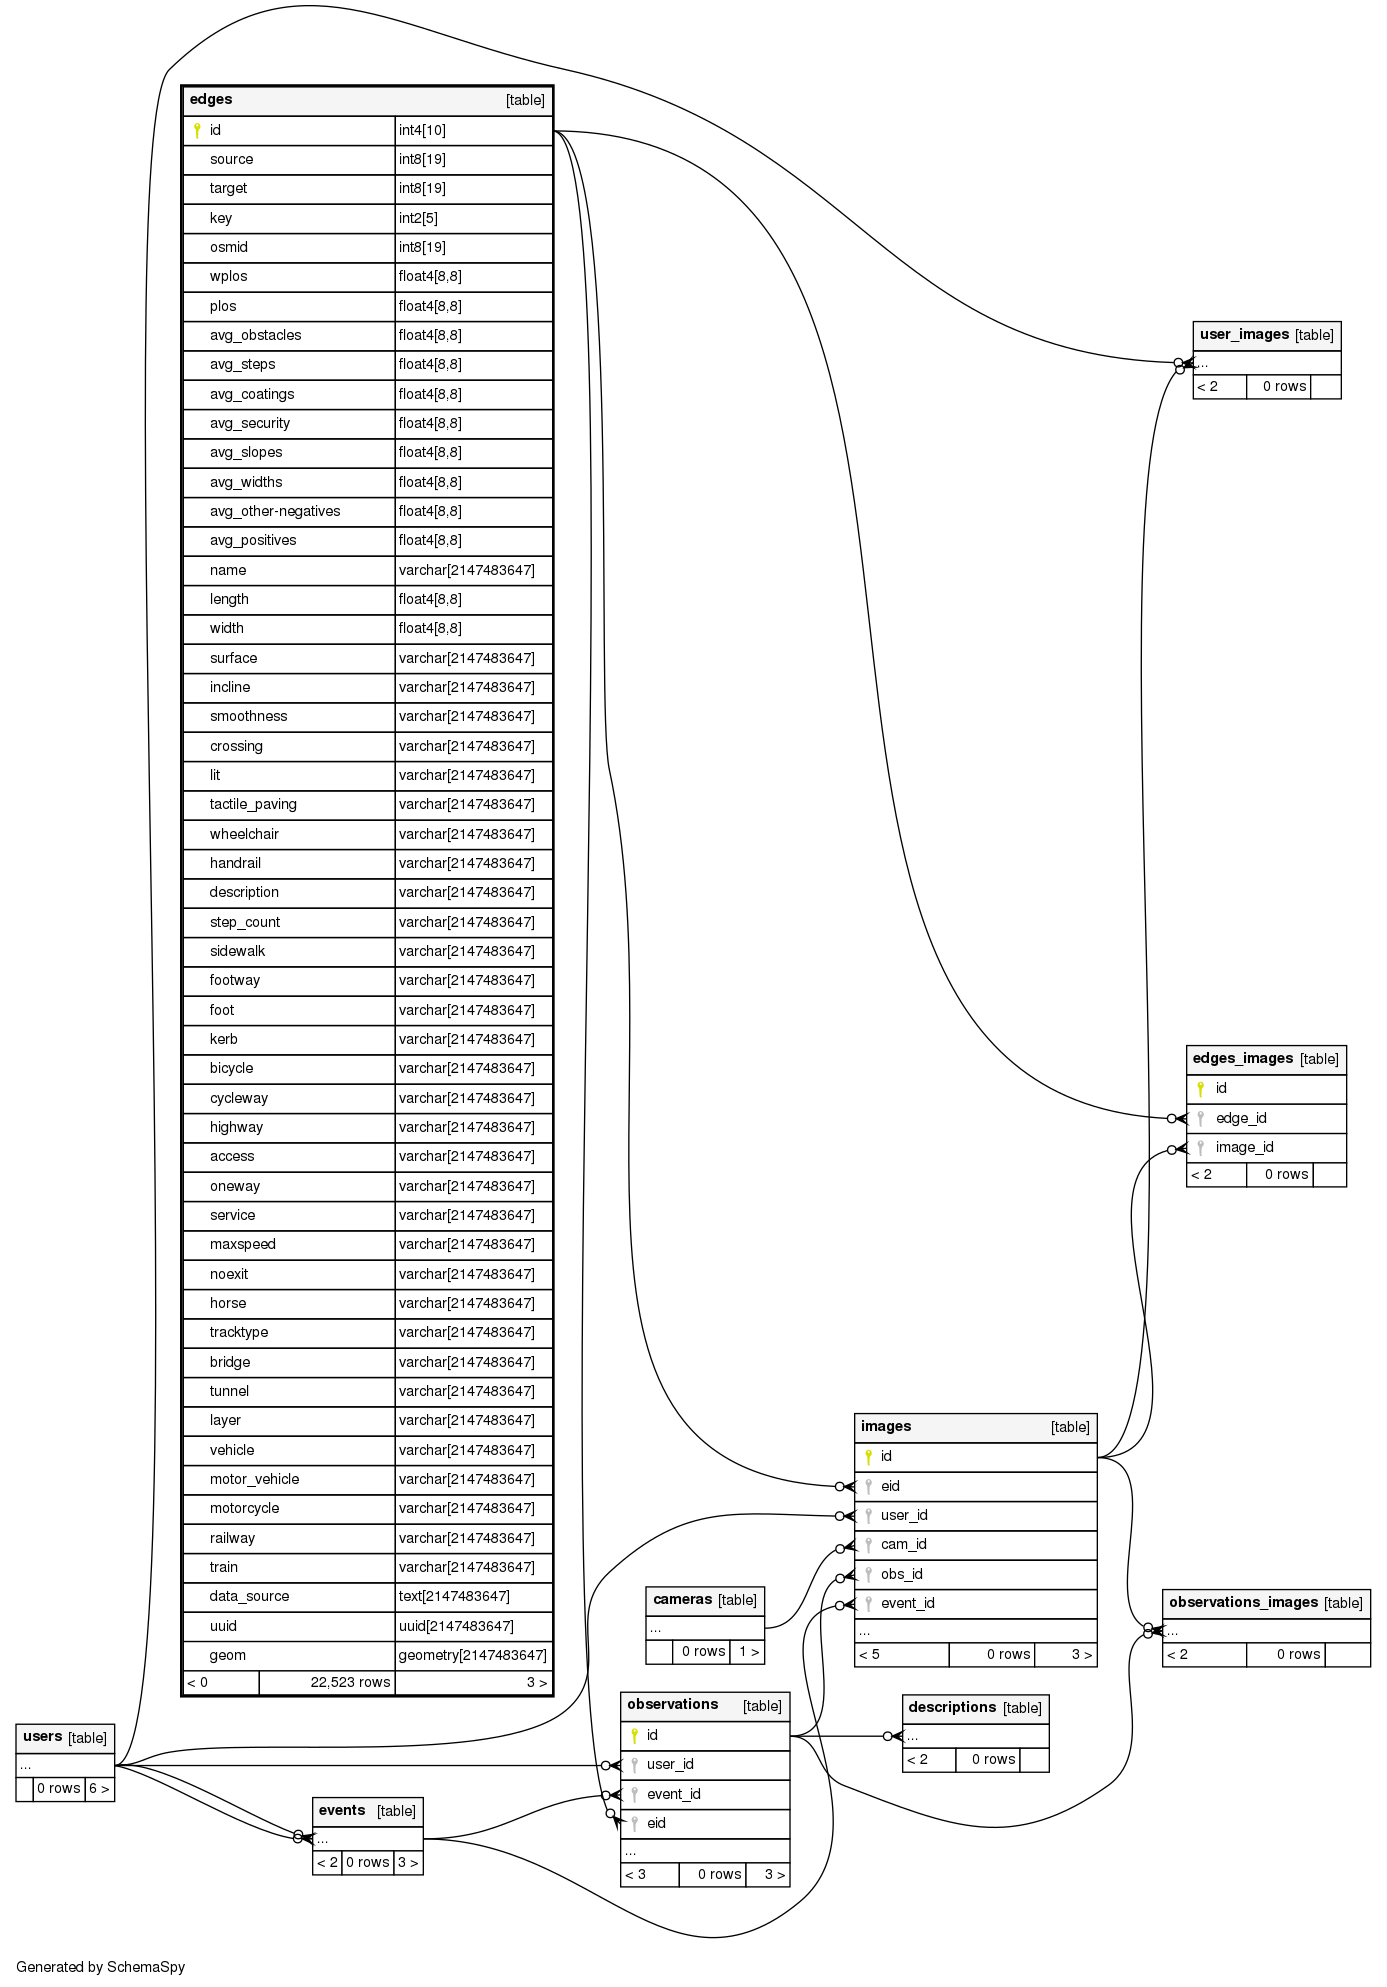 edges [table]
id int4[10]
source int8[19]
target int8[19]
key int2[5]
osmid int8[19]
wplos float4[8,8]
plos float4[8,8]
avg_obstacles float4[8,8]
avg_steps float4[8,8]
avg_coatings float4[8,8]
avg_security float4[8,8]
avg_slopes float4[8,8]
avg_widths float4[8,8]
avg_other-negatives float4[8,8]
avg_positives float4[8,8]
name varchar[2147483647]
length float4[8,8]
width float4[8,8]
surface varchar[2147483647]
incline varchar[2147483647]
smoothness varchar[2147483647]
crossing varchar[2147483647]
lit varchar[2147483647]
tactile_paving varchar[2147483647]
wheelchair varchar[2147483647]
handrail varchar[2147483647]
description varchar[2147483647]
step_count varchar[2147483647]
sidewalk varchar[2147483647]
footway varchar[2147483647]
foot varchar[2147483647]
kerb varchar[2147483647]
bicycle varchar[2147483647]
cycleway varchar[2147483647]
highway varchar[2147483647]
access varchar[2147483647]
oneway varchar[2147483647]
service varchar[2147483647]
maxspeed varchar[2147483647]
noexit varchar[2147483647]
horse varchar[2147483647]
tracktype varchar[2147483647]
bridge varchar[2147483647]
tunnel varchar[2147483647]
layer varchar[2147483647]
vehicle varchar[2147483647]
motor_vehicle varchar[2147483647]
motorcycle varchar[2147483647]
railway varchar[2147483647]
train varchar[2147483647]
data_source text[2147483647]
uuid uuid[2147483647]
geom geometry[2147483647]
< 0 22,523 rows 3 >
user_images [table]
...
< 2 0 rows
edges_images [table]
id
edge_id
image_id
< 2 0 rows
images [table]
id
eid
user_id
cam_id
obs_id
event_id
...
< 5 0 rows 3 >
cameras [table]
...
0 rows 1 >
observations_images [table]
...
< 2 0 rows
observations [table]
id
user_id
event_id
eid
...
< 3 0 rows 3 >
descriptions [table]
...
< 2 0 rows
users [table]
...
0 rows 6 >
events [table]
...
< 2 0 rows 3 >
Generated by SchemaSpy